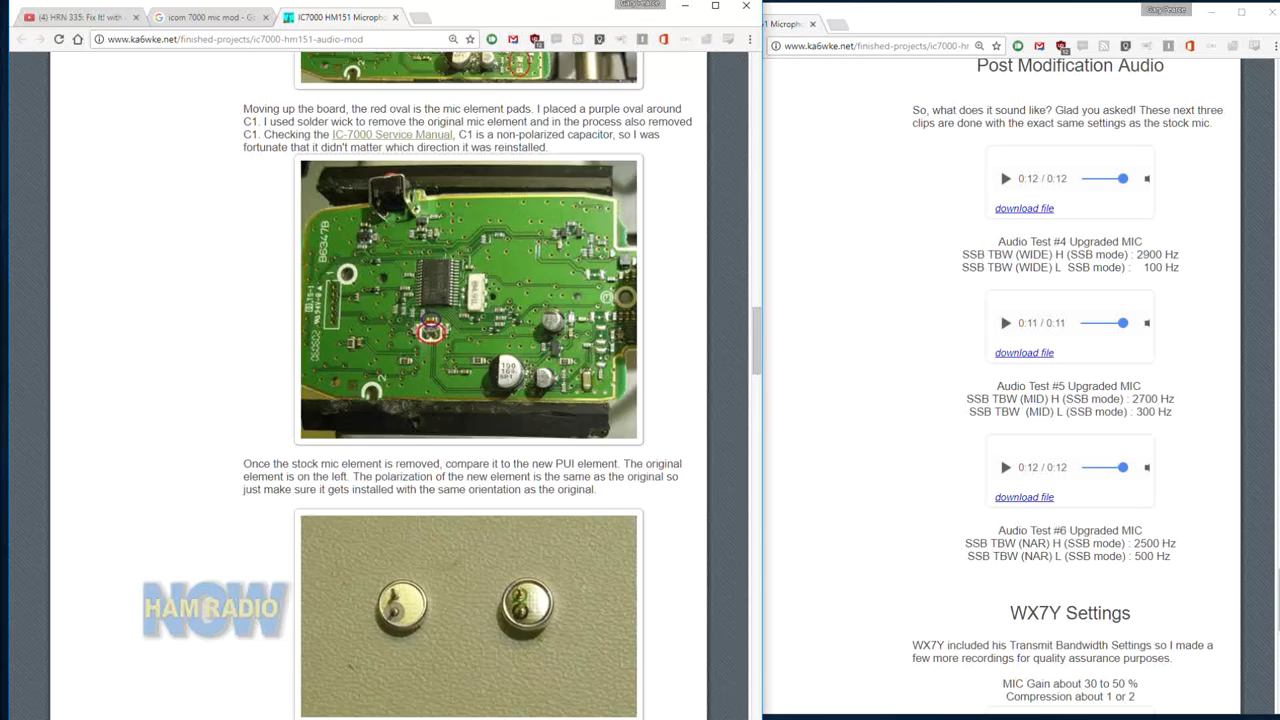 Gary Pearce
(4) HRN 335: Fix It! with
icom 7000 mic mod - G
IC7000 HM151 Micropho
www.ka6wke.net/finished-projects/ic7000-hm151-audio-mod
Moving up the board, the red oval is the mic element pads. I placed a purple oval around
C1. I used solder wick to remove the original mic element and in the process also removed
C1. Checking the IC-7000 Service Manual, C1 is a non-polarized capacitor, so I was
fortunate that it didn't matter which direction it was reinstalled.
B6347B
Once the stock mic element is removed, compare it to the new PUI element. The original
element is on the left. The polarization of the new element is the same as the original so
just make sure it gets installed with the same orientation as the original.
HAM RADIO
NOW
Gary Pearce
1 Micropho
www.ka6wke.net/finished-projects/ic7000-h
Post Modification Audio
So, what does it sound like? Glad you asked! These next three
clips are done with the exact same settings as the stock mic.
0:12 / 0:12
download file
Audio Test #4 Upgraded MIC
SSB TBW (WIDE) H (SSB mode) : 2900 Hz
SSB TBW (WIDE) L SSB mode) : 100 Hz
0:11 / 0:11
download file
Audio Test #5 Upgraded MIC
SSB TBW (MID) H (SSB mode) : 2700 Hz
SSB TBW (MID) L (SSB mode) : 300 Hz
0:12 / 0:12
download file
Audio Test #6 Upgraded MIC
SSB TBW (NAR) H (SSB mode) : 2500 Hz
SSB TBW (NAR) L (SSB mode) : 500 Hz
WX7Y Settings
WX7Y included his Transmit Bandwidth Settings so I made a
few more recordings for quality assurance purposes.
MIC Gain about 30 to 50 %
Compression about 1 or 2